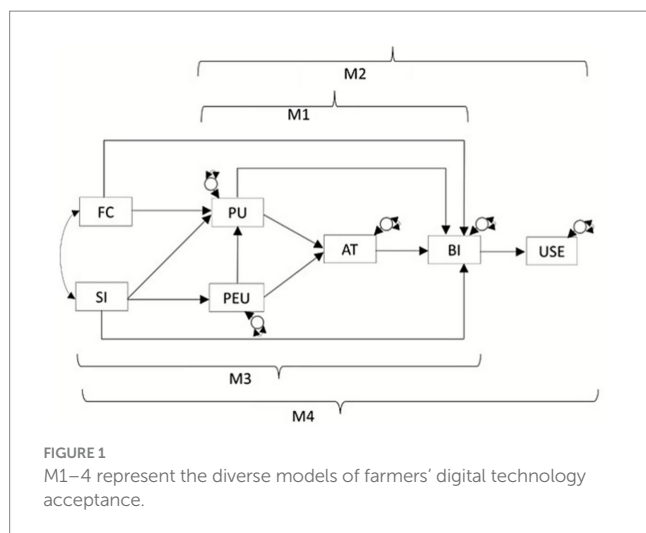 M2
M1
FC
PU
AT
BI
USE
SI
PEU
M3
M4
FIGURE 1
M1–4 represent the diverse models of farmers’ digital technology
acceptance.